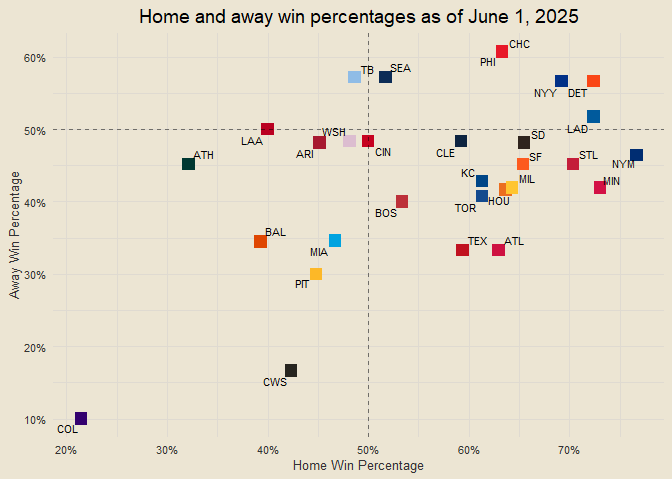 Home and away win percentages as of June 1, 2025
CHC
PHI
60%
TB
SEA
NYY
DET
LAD
50%
WSH
SD
LAA
ARI
CIN
CLE
ATH
SF
STL
NYM
KC
MIL
MIN
40%
HOU
TOR
BOS
BAL
TEX
ATL
MIA
30%
PIT
20%
CWS
10%
COL
Away Win Percentage
20%
30%
40%
50%
60%
70%
Home Win Percentage